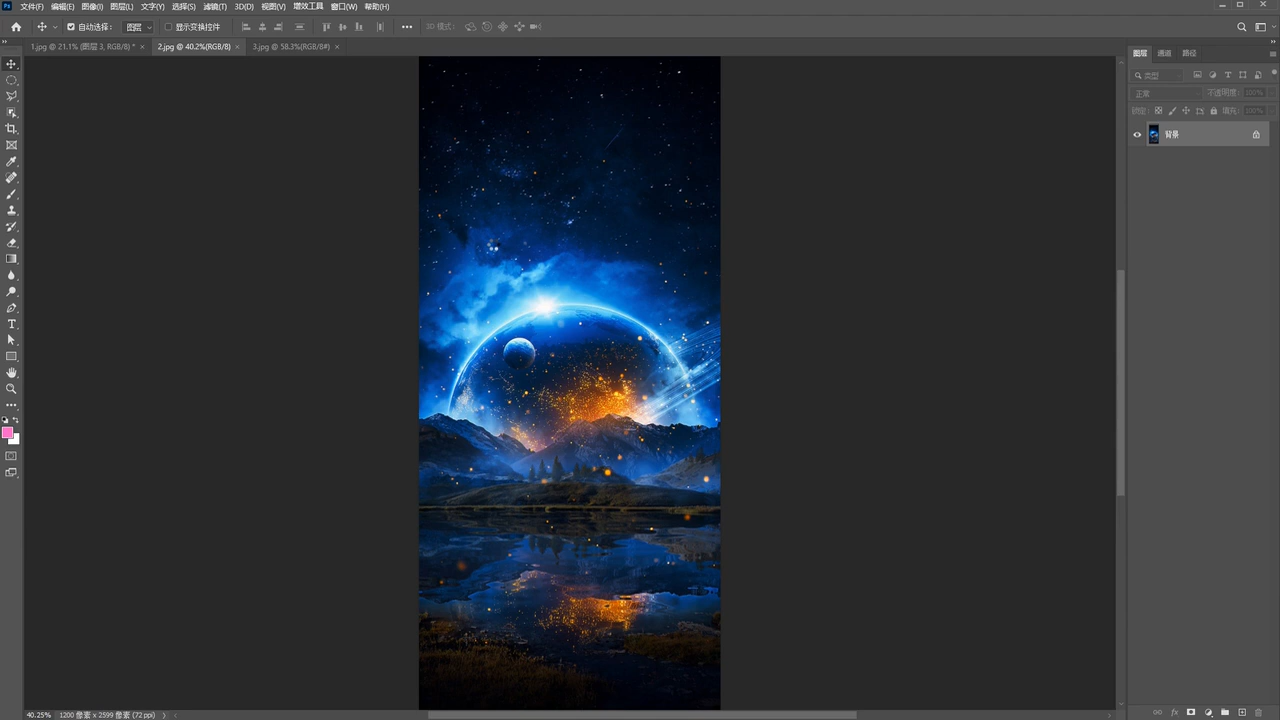 Ps 文件(F) 编辑(E) 图像(I) 图层(L) 文字(Y) 选择(S) 滤镜(T) 3D(D) 视图(V) 增效工具 窗口(W) 帮助(H)
自动选择： 图层 显示变换控件 3D 模式：
1.jpg @ 21.1% (图层 3, RGB/8) * × 2.jpg @ 40.2%(RGB/8) × 3.jpg @ 58.3%(RGB/8#) ×
图层 通道 路径
类型
正常 不透明度： 100%
锁定： 填充： 100%
背景
40.25% 1200 像素 x 2599 像素 (72 ppi)